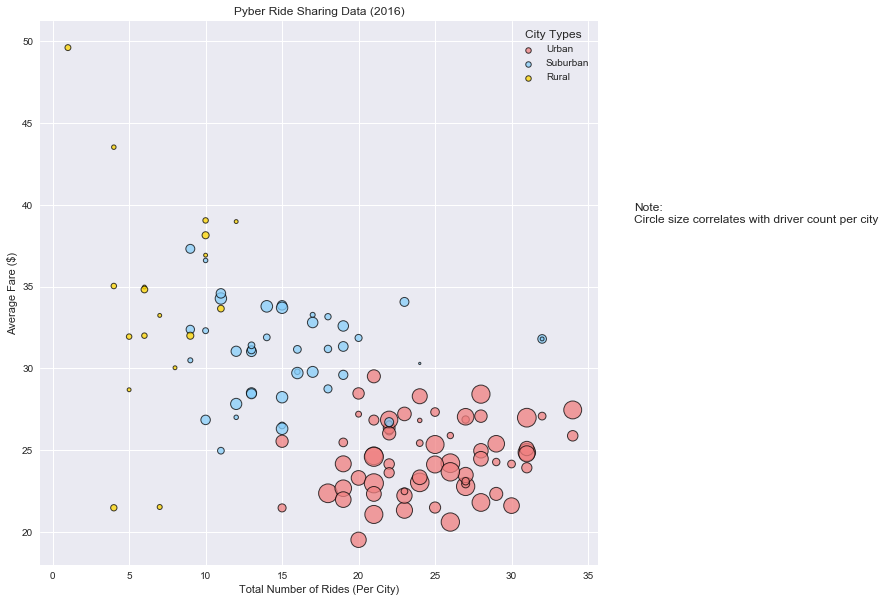 Pyber Ride Sharing Data (2016)
City Types
Urban
Suburban
Rural
50
45
40
35
30
25
20
Average Fare ($)
0 5 10 15 20 25 30 35
Total Number of Rides (Per City)
Note:
Circle size correlates with driver count per city